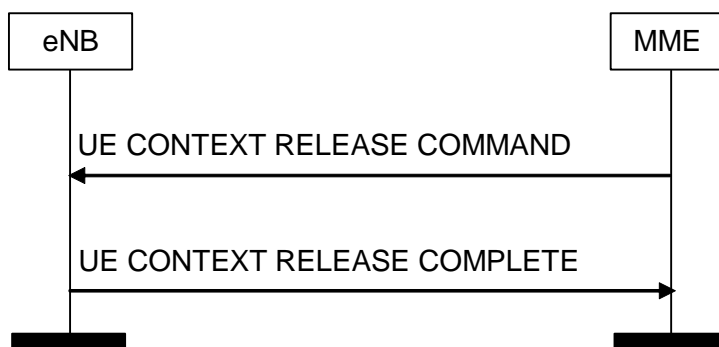 eNB
MME
UE CONTEXT RELEASE COMMAND
UE CONTEXT RELEASE COMPLETE